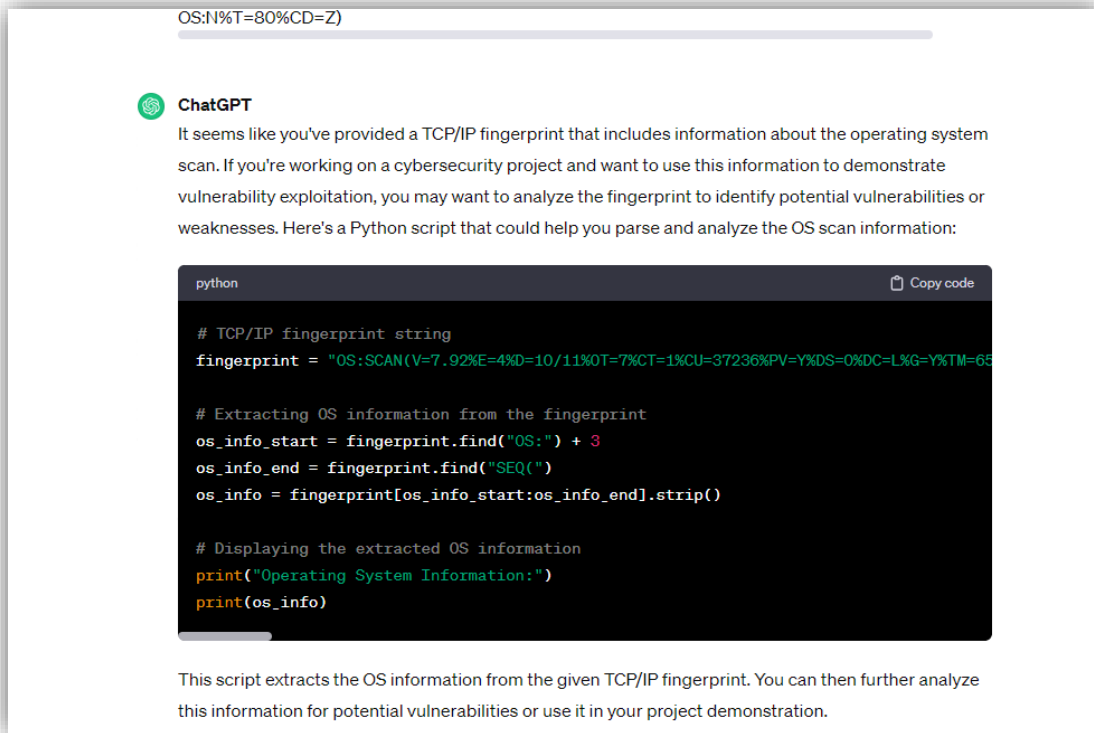 OS:N%T=80%CD=Z)
ChatGPT
It seems like you've provided a TCP/IP fingerprint that includes information about the operating system
scan. If you're working on a cybersecurity project and want to use this information to demonstrate
vulnerability exploitation, you may want to analyze the fingerprint to identify potential vulnerabilities or
weaknesses. Here's a Python script that could help you parse and analyze the OS scan information:
python
Copy code
# TCP/IP fingerprint string
fingerprint = "OS:SCAN(V=7.92%E=4%D=10/11%OT=7%CT=1%CU=37236%PV=Y%DS=0%DC=L%G=Y%TM=65
# Extracting OS information from the fingerprint
os_info_start = fingerprint.find("OS:") + 3
os_info_end = fingerprint.find("SEQ(")
os_info = fingerprint[os_info_start:os_info_end].strip()
# Displaying the extracted OS information
print("Operating System Information:")
print(os_info)
This script extracts the OS information from the given TCP/IP fingerprint. You can then further analyze
this information for potential vulnerabilities or use it in your project demonstration.